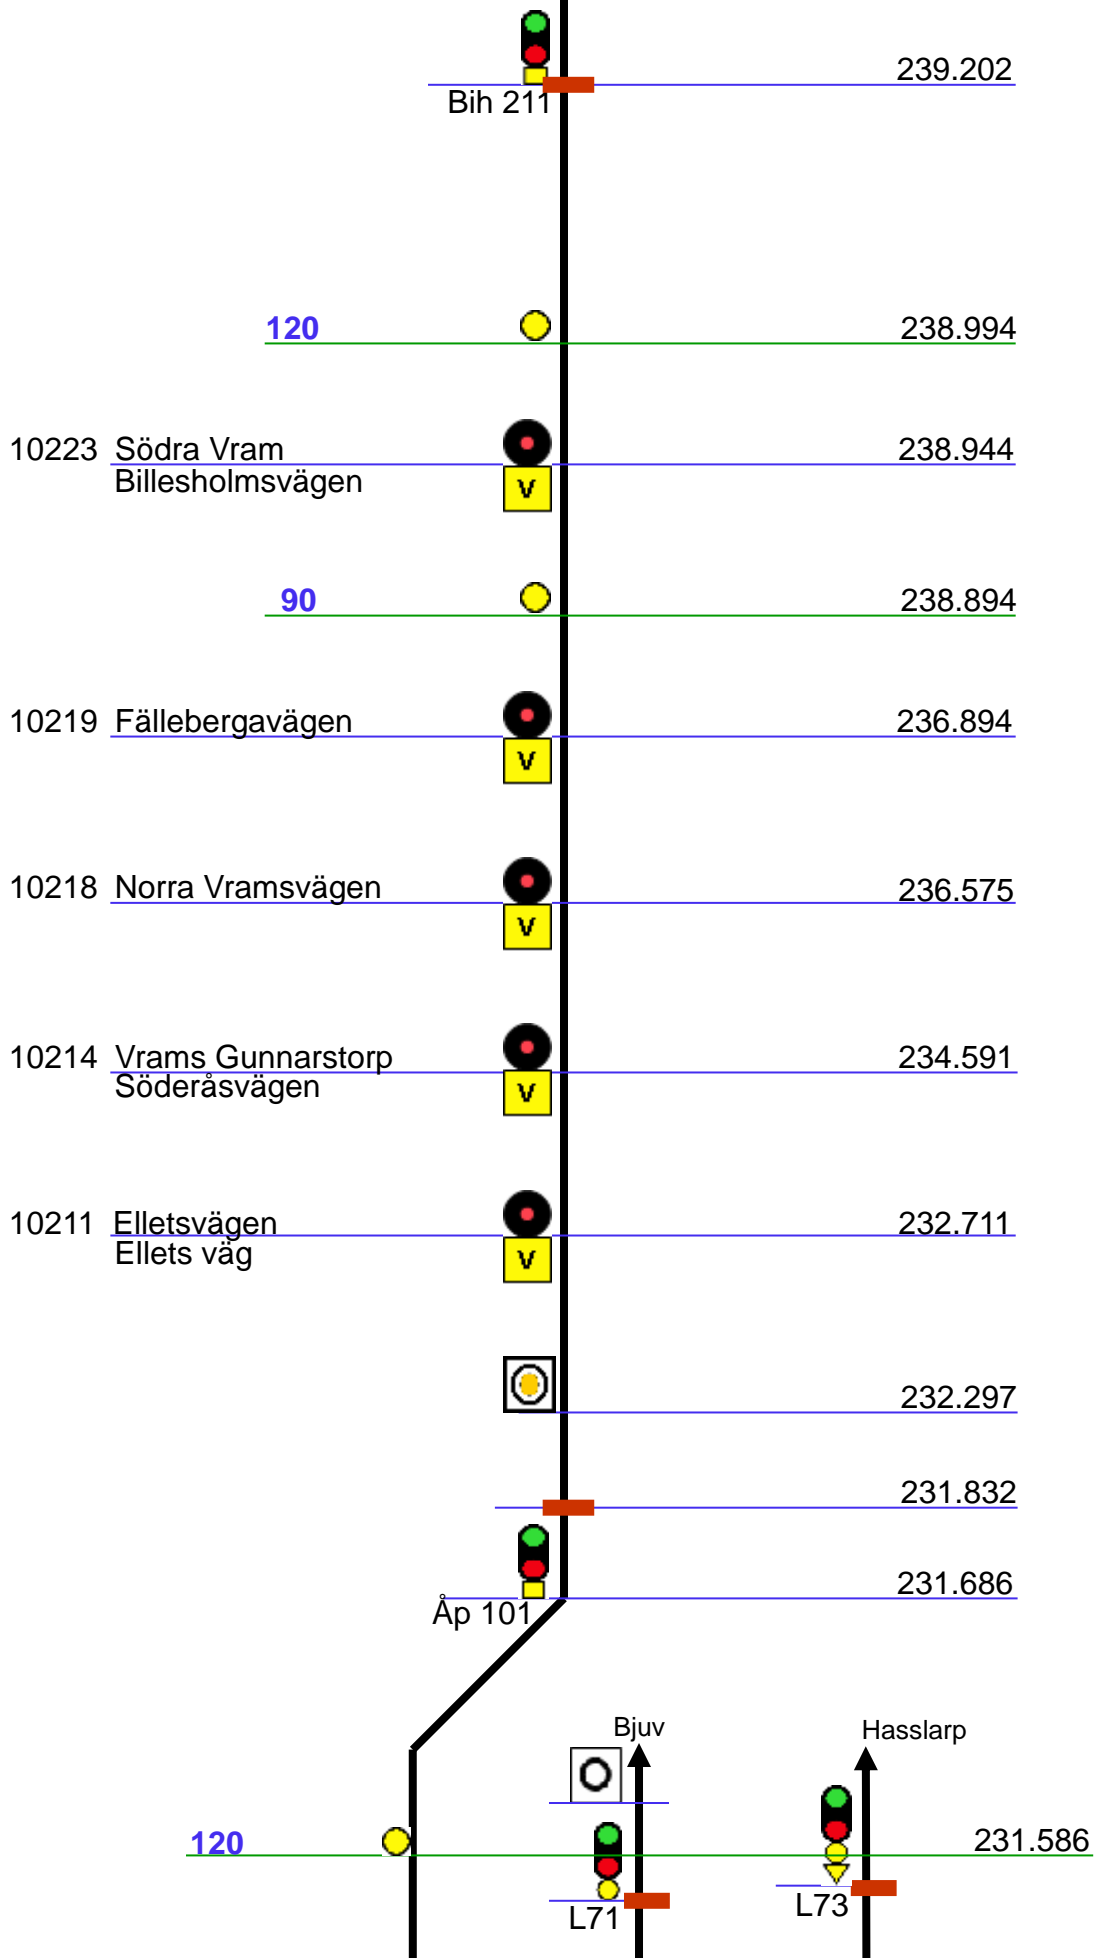 239.202
Bih 211
120 238.994
10223 Södra Vram 238.944
Billesholmsvägen
V
90 238.894
10219 Fällebergavägen 236.894
V
10218 Norra Vramsvägen 236.575
V
10214 Vrams Gunnarstorp 234.591
Söderåsvägen
V
10211 Elletsvägen 232.711
Ellets väg
V
232.297
231.832
231.686
Åp 101
Bjuv Hasslarp
120 231.586
L71 L73